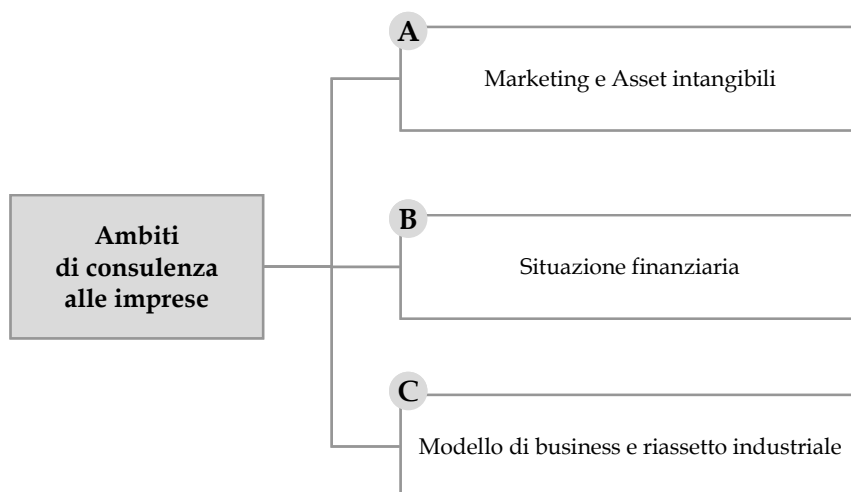 A
Marketing e Asset intangibili
Ambiti
di consulenza
alle imprese
B
Situazione finanziaria
C
Modello di business e riassetto industriale